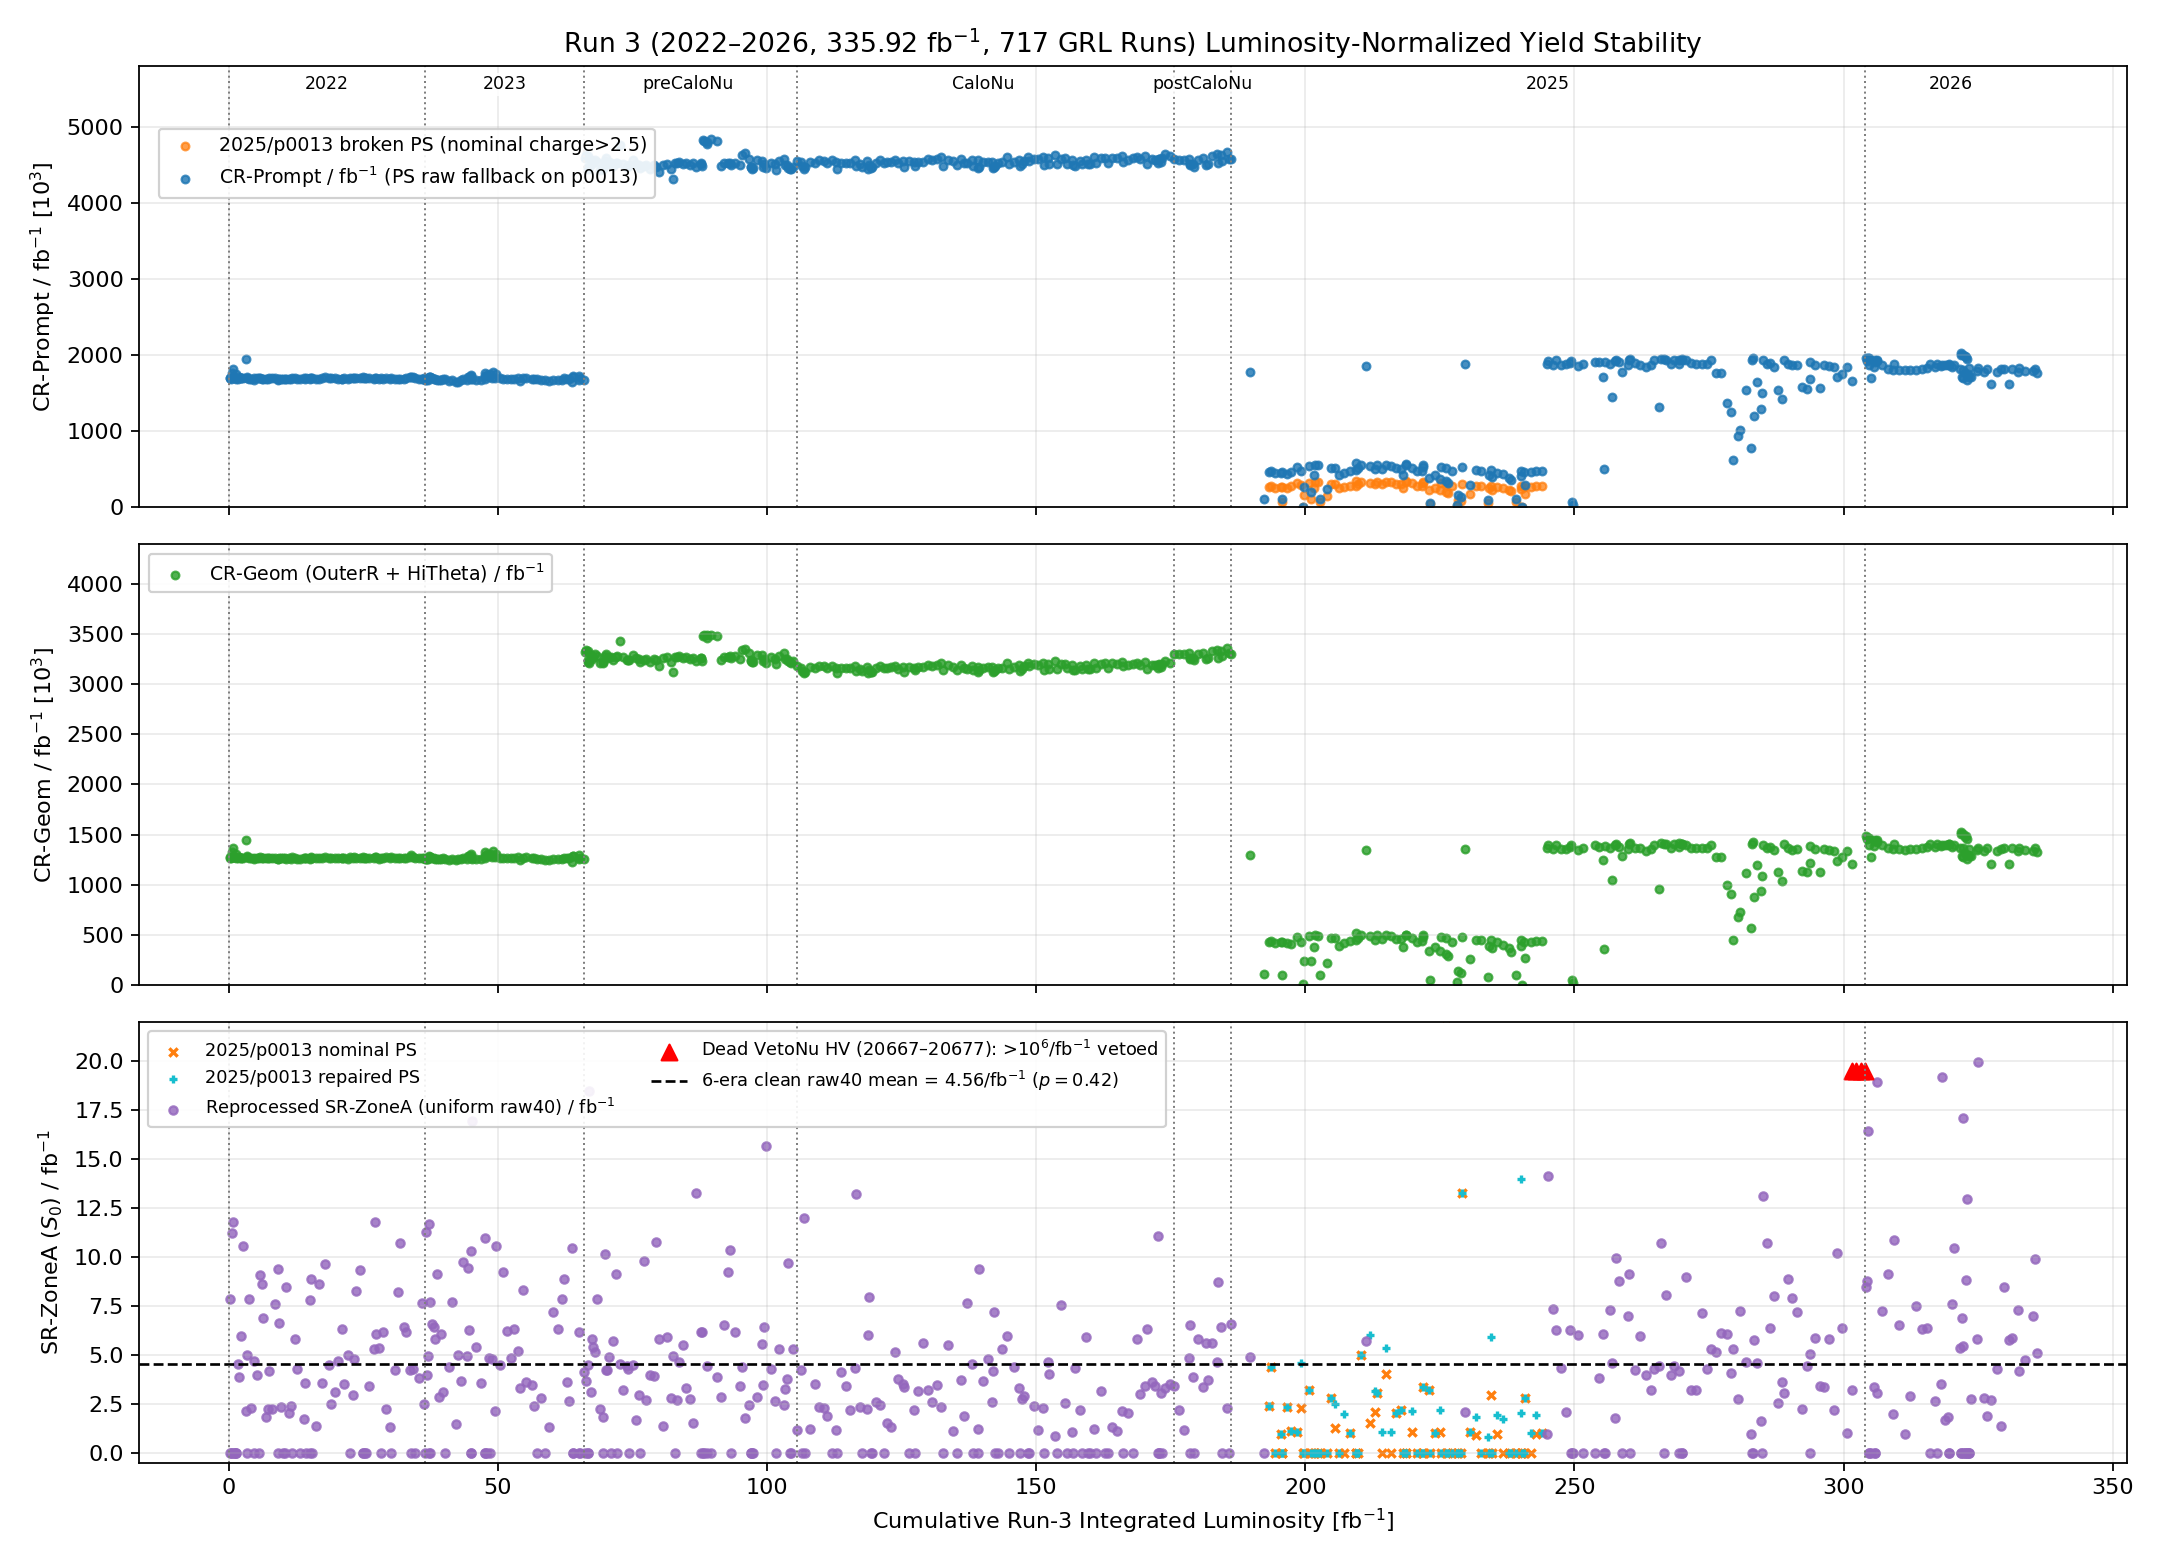 Run 3 (2022–2026, 335.92 fb⁻¹, 717 GRL Runs) Luminosity-Normalized Yield Stability
2022 2023 preCaloNu CaloNu postCaloNu 2025 2026
CR-Prompt / fb⁻¹ [10³]
5000
4000
3000
2000
1000
0
2025/p0013 broken PS (nominal charge>2.5)
CR-Prompt / fb⁻¹ (PS raw fallback on p0013)
CR-Geom / fb⁻¹ [10³]
4000
3500
3000
2500
2000
1500
1000
500
0
CR-Geom (OuterR + HiTheta) / fb⁻¹
SR-ZoneA (S₀) / fb⁻¹
20.0
17.5
15.0
12.5
10.0
7.5
5.0
2.5
0.0
2025/p0013 nominal PS
2025/p0013 repaired PS
Reprocessed SR-ZoneA (uniform raw40) / fb⁻¹
Dead VetoNu HV (20667–20677): >10⁶/fb⁻¹ vetoed
6-era clean raw40 mean = 4.56/fb⁻¹ (p = 0.42)
0 50 100 150 200 250 300 350
Cumulative Run-3 Integrated Luminosity [fb⁻¹]